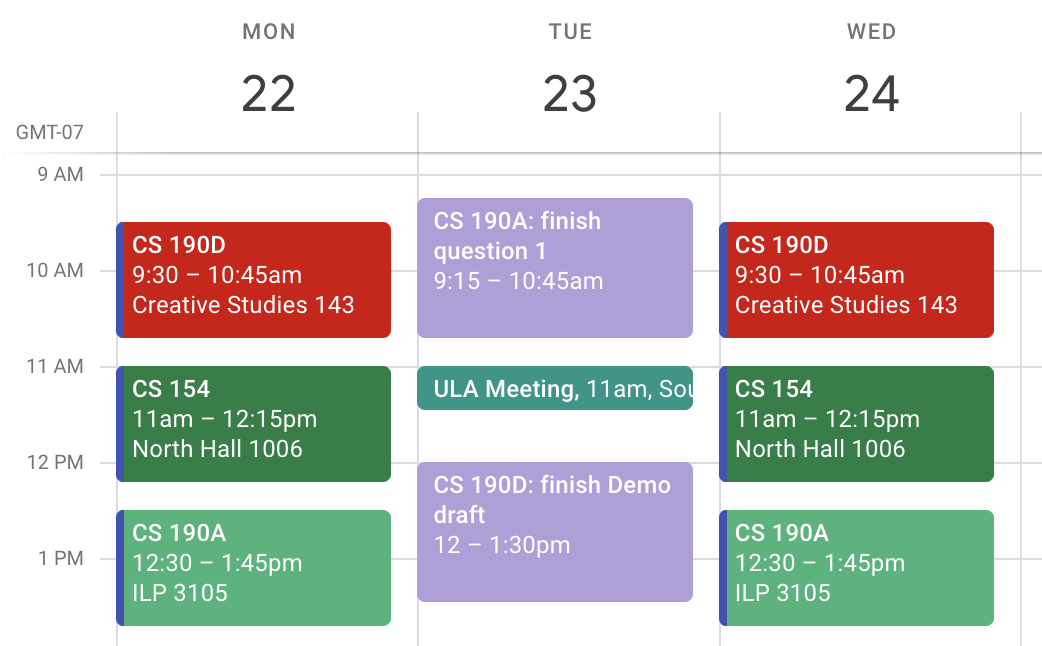 MON
TUE
WED
22
23
24
GMT-07
9 AM
10 AM
11 AM
12 PM
1 PM
CS 190D
9:30 – 10:45am
Creative Studies 143
CS 154
11am – 12:15pm
North Hall 1006
CS 190A
12:30 – 1:45pm
ILP 3105
CS 190A: finish
question 1
9:15 – 10:45am
ULA Meeting, 11am, Sou
CS 190D: finish Demo
draft
12 – 1:30pm
CS 190D
9:30 – 10:45am
Creative Studies 143
CS 154
11am – 12:15pm
North Hall 1006
CS 190A
12:30 – 1:45pm
ILP 3105